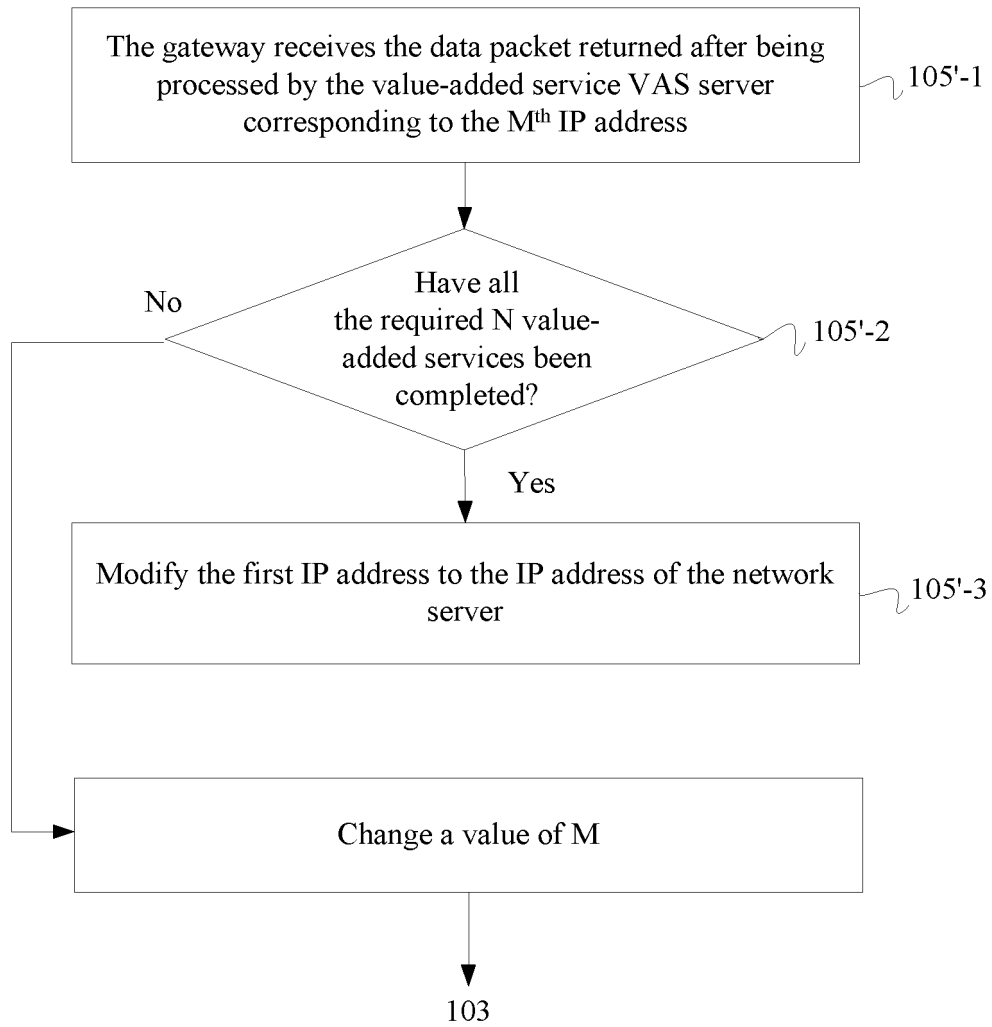 The gateway receives the data packet returned after being
processed by the value-added service VAS server
corresponding to the Mth IP address
105'-1
Have all
the required N value-
added services been
completed?
No
105'-2
Yes
Modify the first IP address to the IP address of the network
server
105'-3
Change a value of M
103